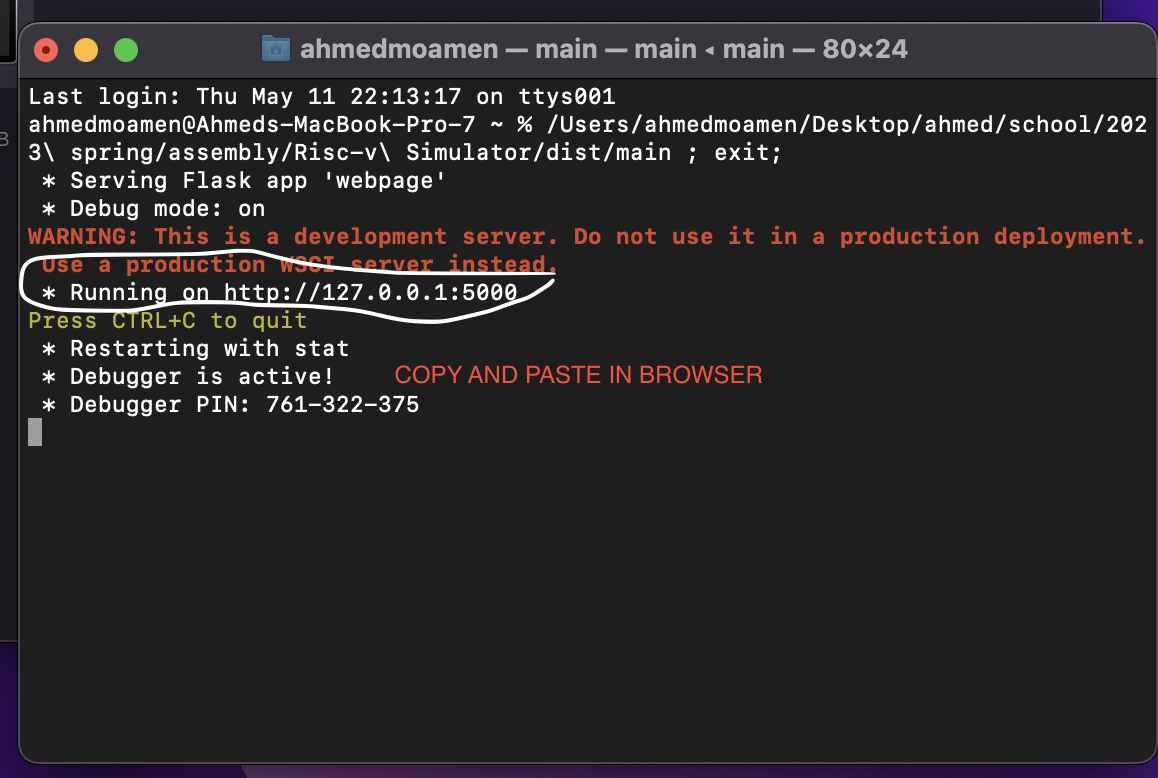 ahmedmoamen — main — main ◂ main — 80×24
Last login: Thu May 11 22:13:17 on ttys001
ahmedmoamen@Ahmeds-MacBook-Pro-7 ~ % /Users/ahmedmoamen/Desktop/ahmed/school/202
3\ spring/assembly/Risc-v\ Simulator/dist/main ; exit;
 * Serving Flask app 'webpage'
 * Debug mode: on
WARNING: This is a development server. Do not use it in a production deployment.
 Use a production WSGI server instead.
 * Running on http://127.0.0.1:5000
Press CTRL+C to quit
 * Restarting with stat
 * Debugger is active!
COPY AND PASTE IN BROWSER
 * Debugger PIN: 761-322-375
B